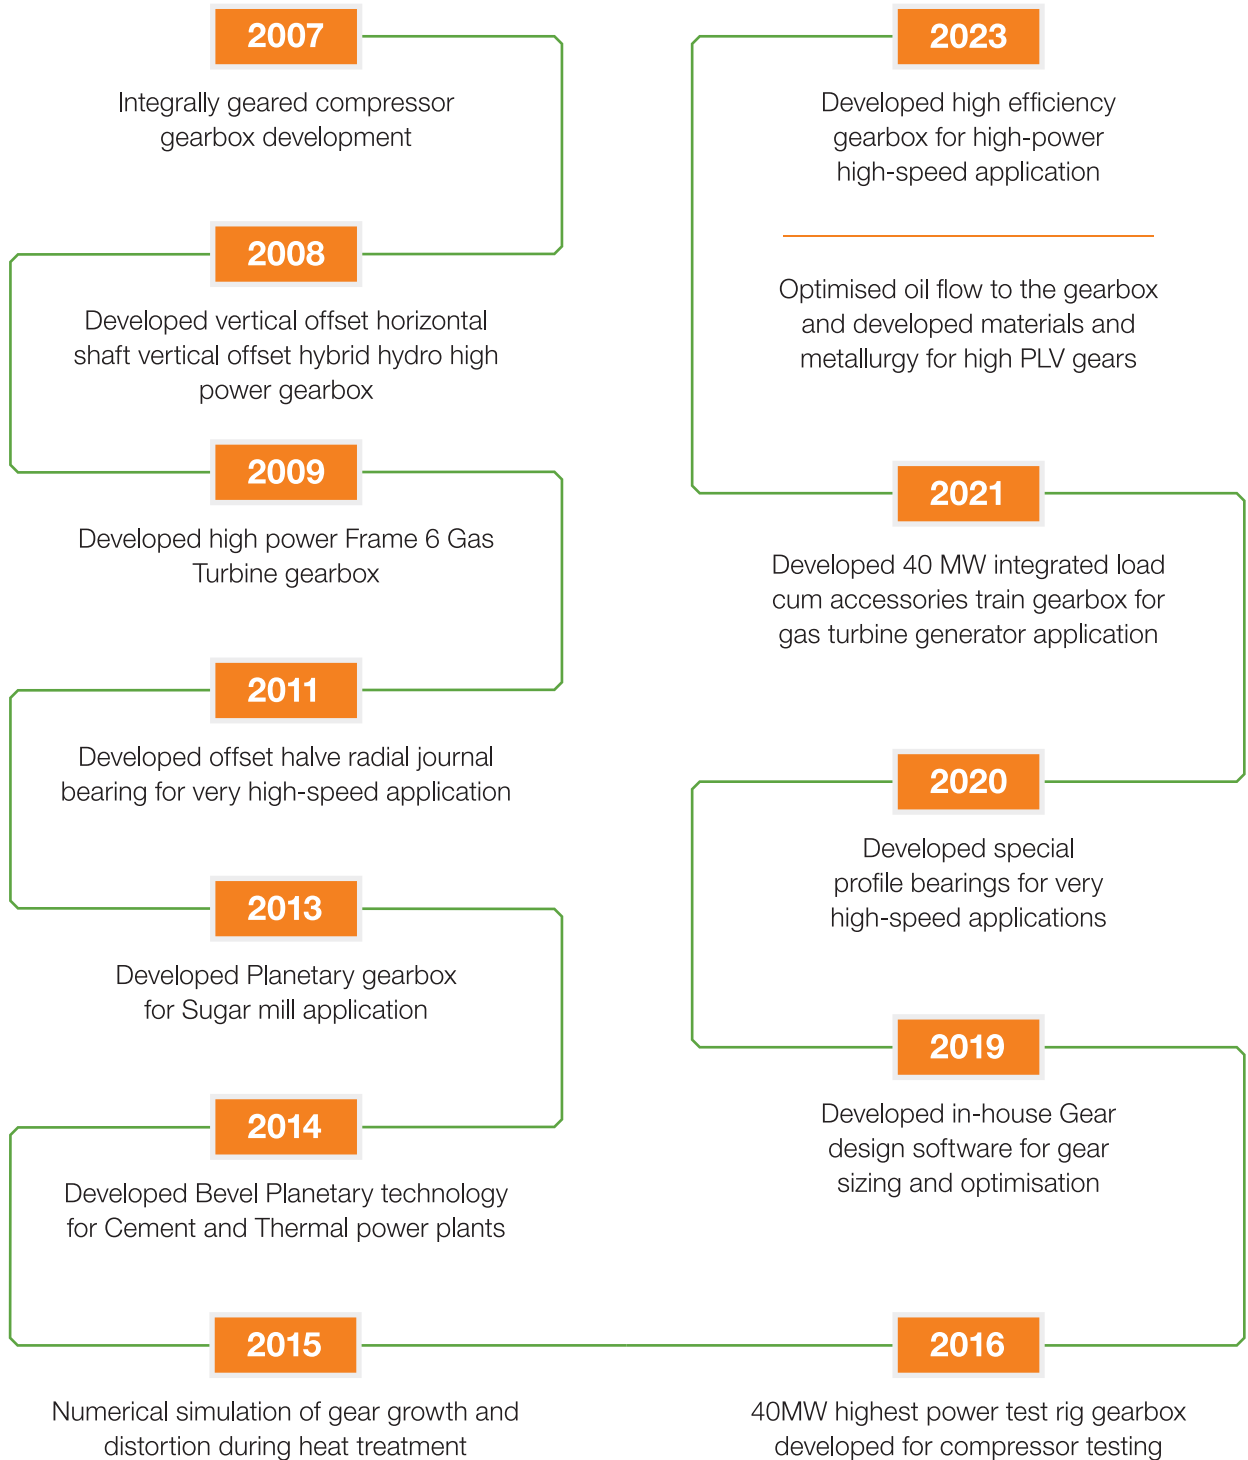 2007
Integrally geared compressor
gearbox development
2008
Developed vertical offset horizontal
shaft vertical offset hybrid hydro high
power gearbox
2009
Developed high power Frame 6 Gas
Turbine gearbox
2011
Developed offset halve radial journal
bearing for very high-speed application
2013
Developed Planetary gearbox
for Sugar mill application
2014
Developed Bevel Planetary technology
for Cement and Thermal power plants
2015
Numerical simulation of gear growth and
distortion during heat treatment
2016
40MW highest power test rig gearbox
developed for compressor testing
2019
Developed in-house Gear
design software for gear
sizing and optimisation
2020
Developed special
profile bearings for very
high-speed applications
2021
Developed 40 MW integrated load
cum accessories train gearbox for
gas turbine generator application
2023
Developed high efficiency
gearbox for high-power
high-speed application
Optimised oil flow to the gearbox
and developed materials and
metallurgy for high PLV gears